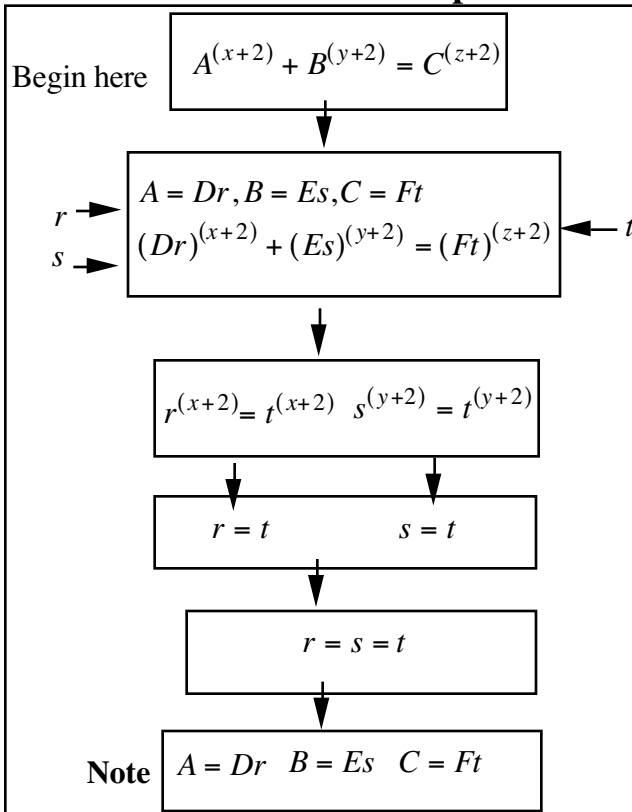 A^(x+2) + B^(y+2) = C^(z+2)
Begin here
A = Dr, B = Es, C = Ft
r
(Dr)^(x+2) + (Es)^(y+2) = (Ft)^(z+2)
t
s
r^(x+2) = t^(x+2) s^(y+2) = t^(y+2)
r = t s = t
r = s = t
Note A = Dr B = Es C = Ft